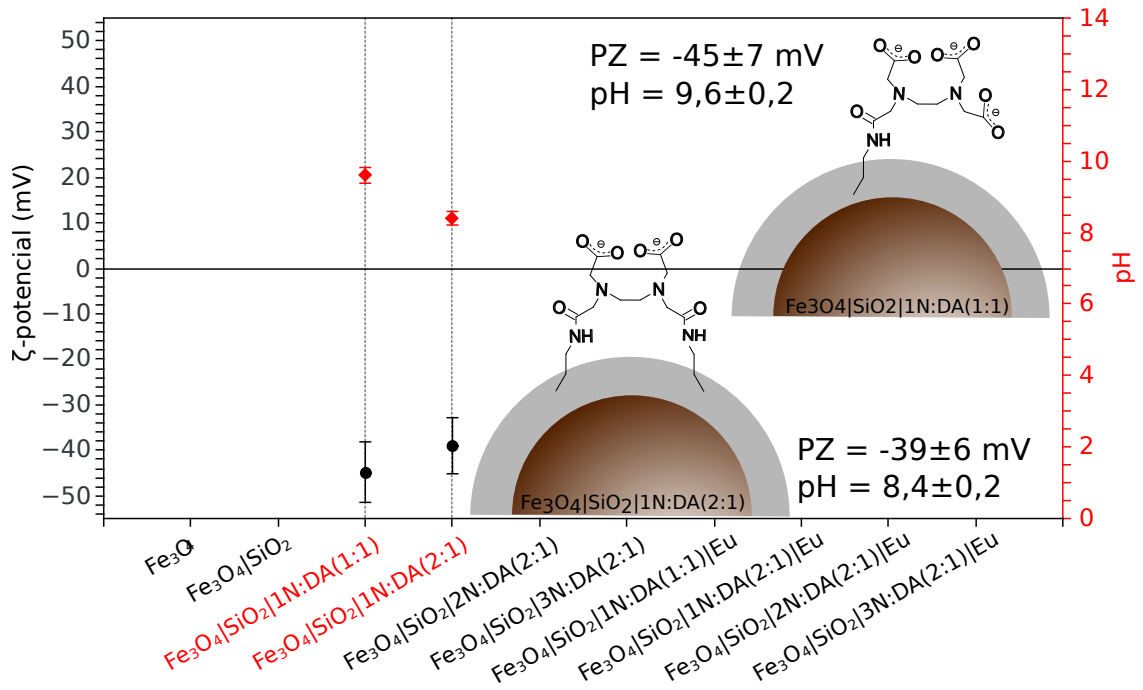 PZ = -45±7 mV
pH = 9,6±0,2
50
40
30
20
10
0
−10
−20
−30
−40
−50
ζ-potencial (mV)
14
12
10
8
6
4
2
0
pH
O
⊖
O
O
⊖
O
N
N
O
NH
O
⊖
O
Fe3O4|SiO2|1N:DA(1:1)
O
⊖
O
O
⊖
O
N
N
O
O
NH
NH
Fe₃O₄|SiO₂|1N:DA(2:1)
PZ = -39±6 mV
pH = 8,4±0,2
Fe₃O₄
Fe₃O₄|SiO₂
Fe₃O₄|SiO₂|1N:DA(1:1)
Fe₃O₄|SiO₂|1N:DA(2:1)
Fe₃O₄|SiO₂|2N:DA(2:1)
Fe₃O₄|SiO₂|3N:DA(2:1)
Fe₃O₄|SiO₂|1N:DA(1:1)|Eu
Fe₃O₄|SiO₂|1N:DA(2:1)|Eu
Fe₃O₄|SiO₂|2N:DA(2:1)|Eu
Fe₃O₄|SiO₂|3N:DA(2:1)|Eu